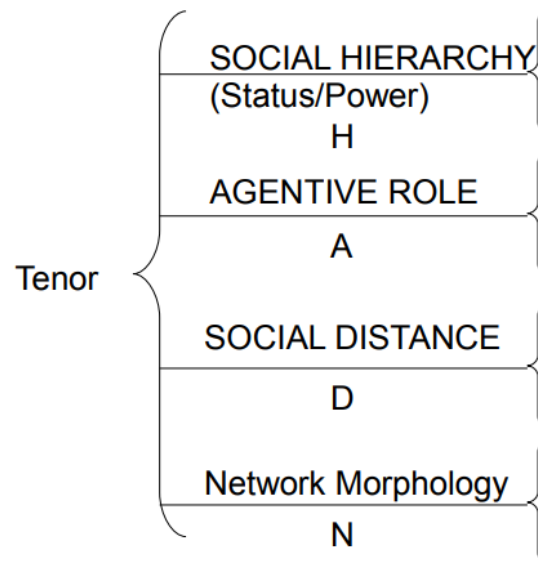 SOCIAL HIERARCHY
(Status/Power)
H
AGENTIVE ROLE
A
Tenor
SOCIAL DISTANCE
D
Network Morphology
N